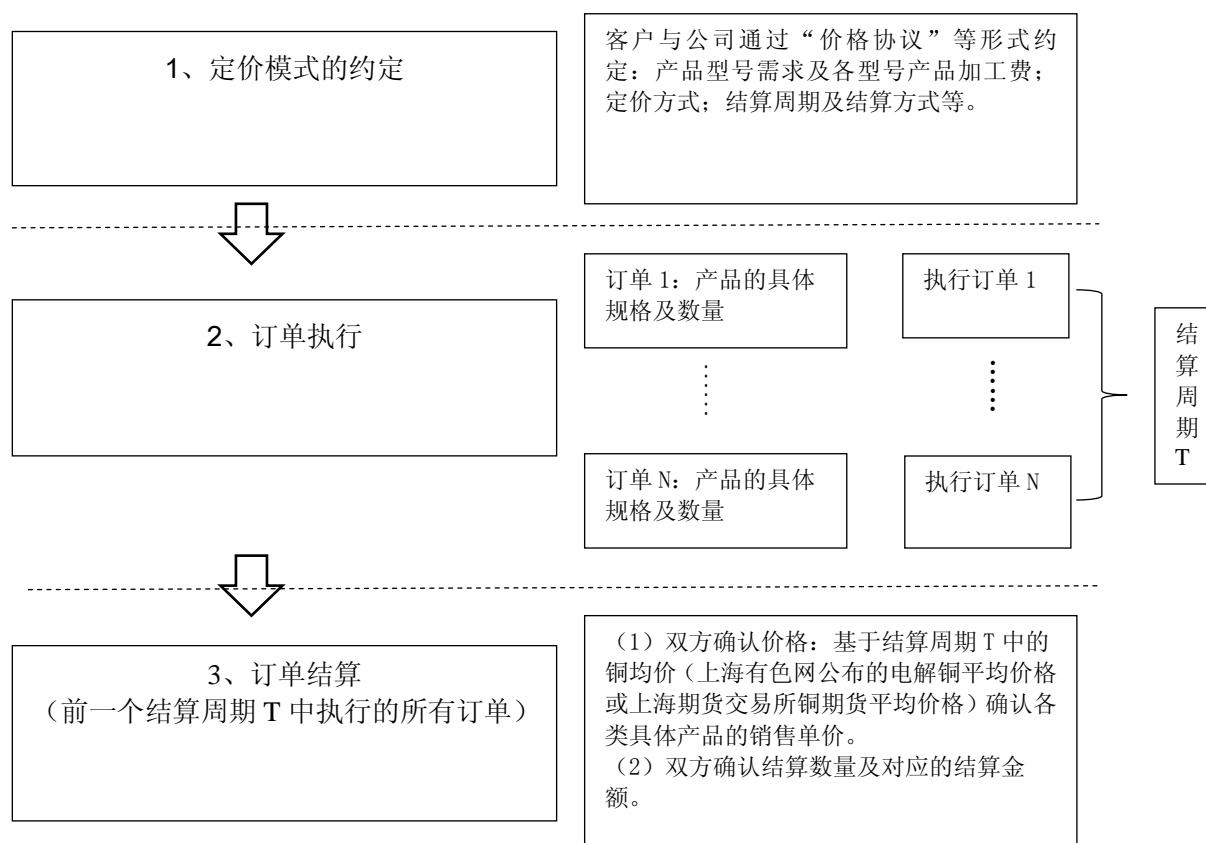 1、定价模式的约定
客户与公司通过“价格协议”等形式约
定：产品型号需求及各型号产品加工费；
定价方式；结算周期及结算方式等。
2、订单执行
订单 1：产品的具体
规格及数量
执行订单 1
订单 N：产品的具体
规格及数量
执行订单 N
结
算
周
期
T
3、订单结算
（前一个结算周期 T 中执行的所有订单）
（1）双方确认价格：基于结算周期 T 中的
铜均价（上海有色网公布的电解铜平均价格
或上海期货交易所铜期货平均价格）确认各
类具体产品的销售单价。
（2）双方确认结算数量及对应的结算金
额。